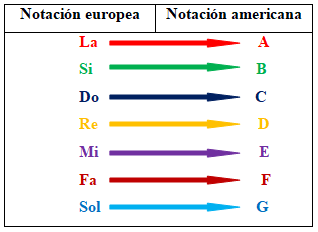 Notación europea Notación americana
La A
Si B
Do C
Re D
Mi E
Fa F
Sol G